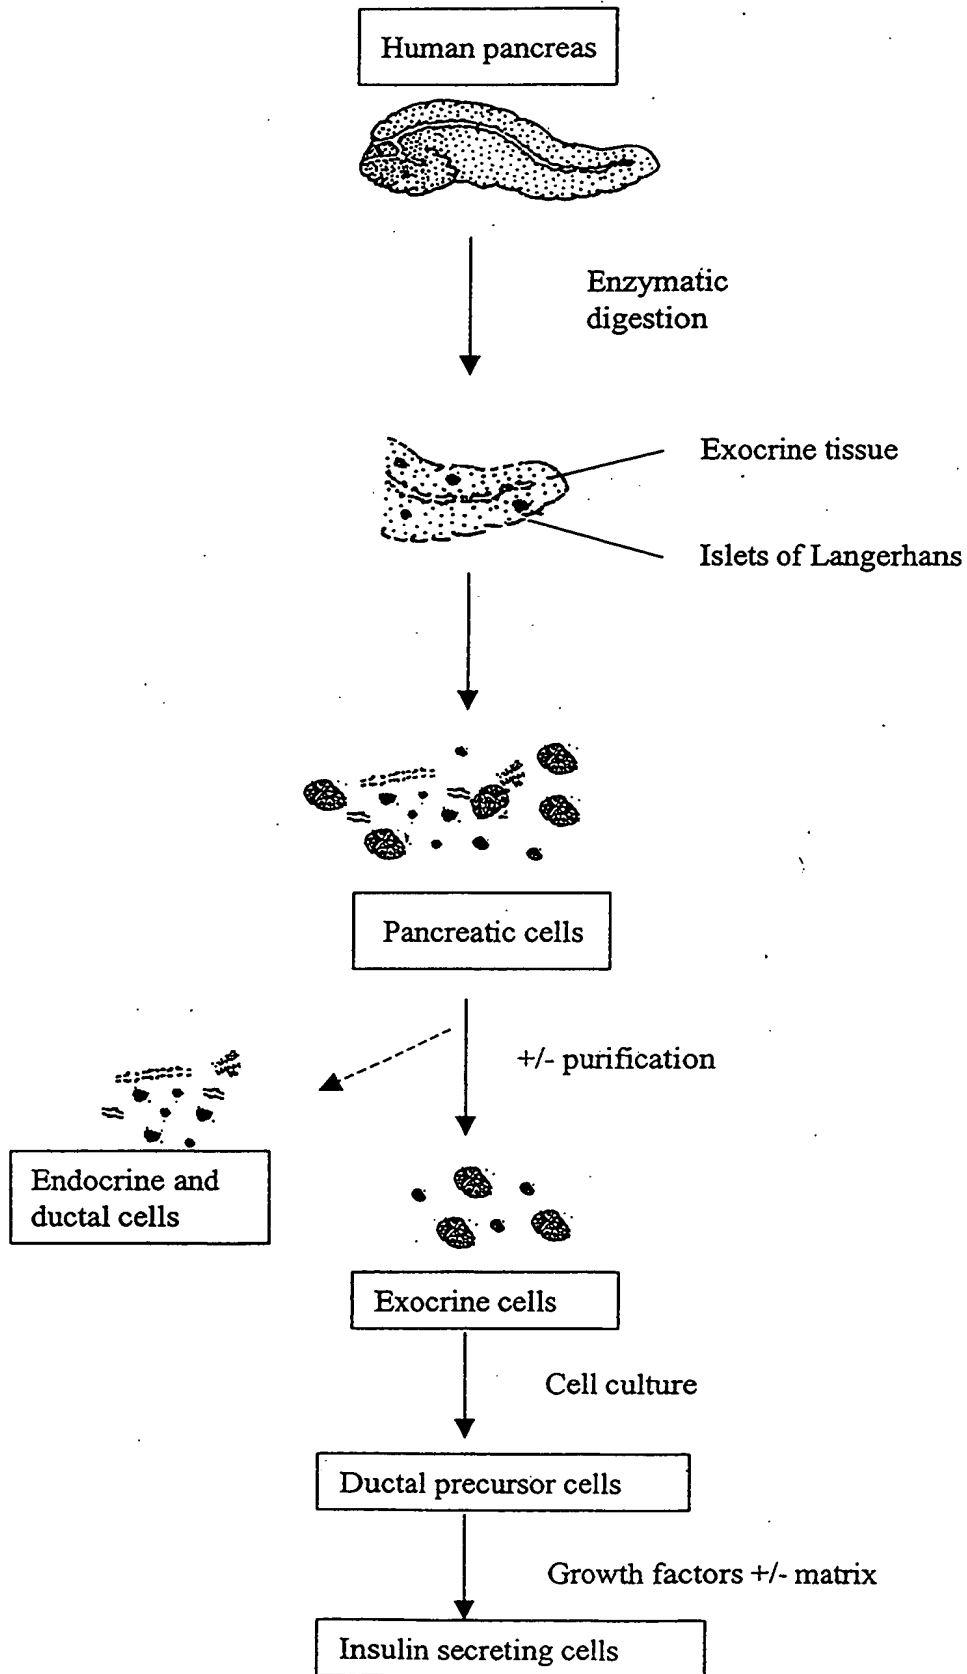 Human pancreas
Enzymatic
digestion
Exocrine tissue
Islets of Langerhans
Pancreatic cells
+/- purification
Endocrine and
ductal cells
Exocrine cells
Cell culture
Ductal precursor cells
Growth factors +/- matrix
Insulin secreting cells